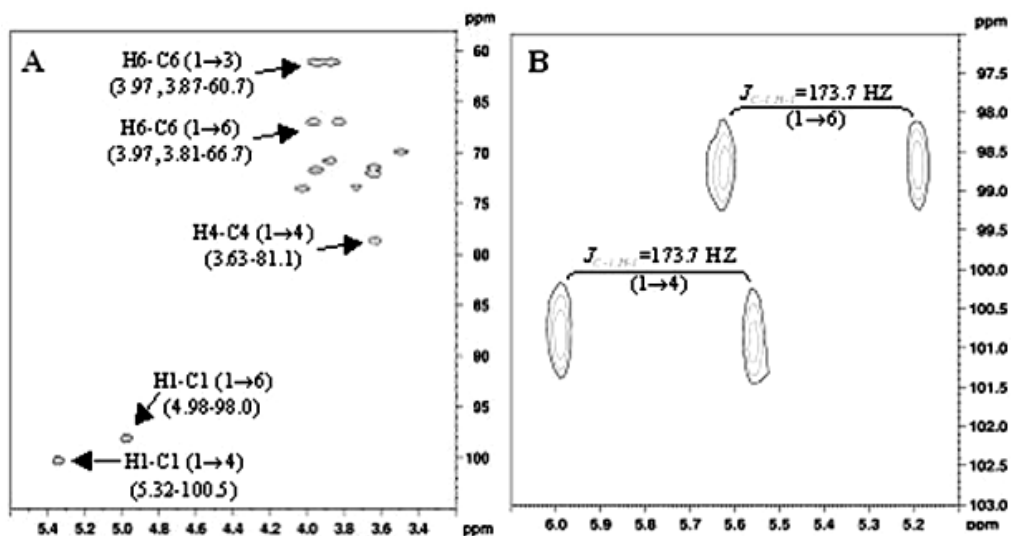 ppm
A
H6-C6 (1→3)
(3.97 ,3.87-60.7)
H6-C6 (1→6)
(3.97,3.81-66.7)
H4-C4 (1→4)
(3.63-81.1)
H1-C1 (1→6)
(4.98-98.0)
H1-C1 (1→4)
(5.32-100.5)
60
65
70
75
80
85
90
95
100
5.4 5.2 5.0 4.8 4.6 4.4 4.2 4.0 3.8 3.6 3.4 ppm
ppm
B
J C-1 H-1=173.7 HZ
(1→6)
J C-1 H-1=173.7 HZ
(1→4)
97.5
98.0
98.5
99.0
99.5
100.0
100.5
101.0
101.5
102.0
102.5
103.0
6.0 5.9 5.8 5.7 5.6 5.5 5.4 5.3 5.2 ppm